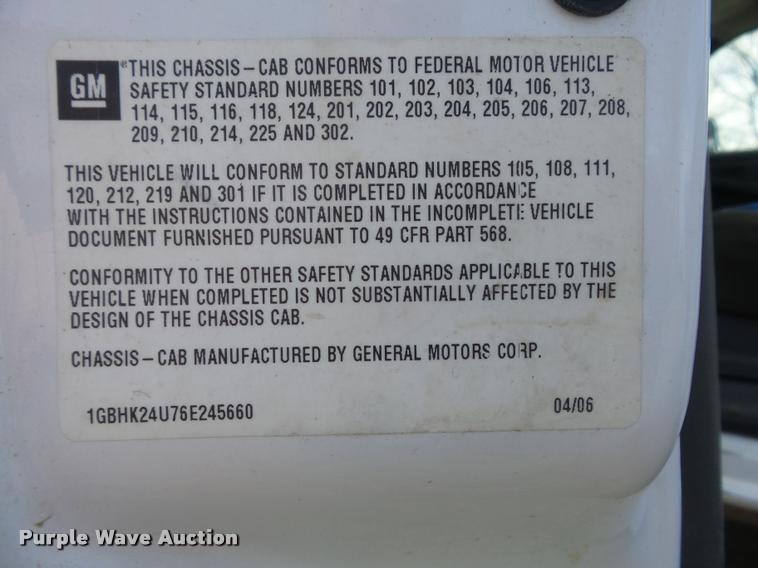 GM
"THIS CHASSIS-CAB CONFORMS TO FEDERAL MOTOR VEHICLE
SAFETY STANDARD NUMBERS 101, 102, 103, 104, 106, 113,
114, 115, 116, 118, 124, 201, 202, 203, 204, 205, 206, 207, 208,
209, 210, 214, 225 AND 302.
THIS VEHICLE WILL CONFORM TO STANDARD NUMBERS 105, 108, 111,
120, 212, 219 AND 301 IF IT IS COMPLETED IN ACCORDANCE
WITH THE INSTRUCTIONS CONTAINED IN THE INCOMPLETE VEHICLE
DOCUMENT FURNISHED PURSUANT TO 49 CFR PART 568.
CONFORMITY TO THE OTHER SAFETY STANDARDS APPLICABLE TO THIS
VEHICLE WHEN COMPLETED IS NOT SUBSTANTIALLY AFFECTED BY THE
DESIGN OF THE CHASSIS CAB.
CHASSIS-CAB MANUFACTURED BY GENERAL MOTORS CORP.
1GBHK24U76E245660 04/06
Purple Wave Auction